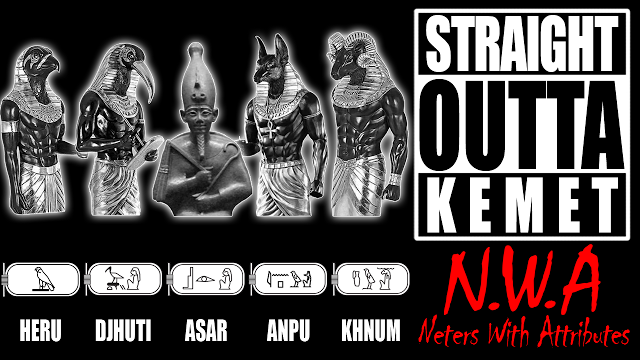 STRAIGHT
OUTTA
KEMET
N.W.A
Neters With Attributes
HERU
DJHUTI
ASAR
ANPU
KHNUM